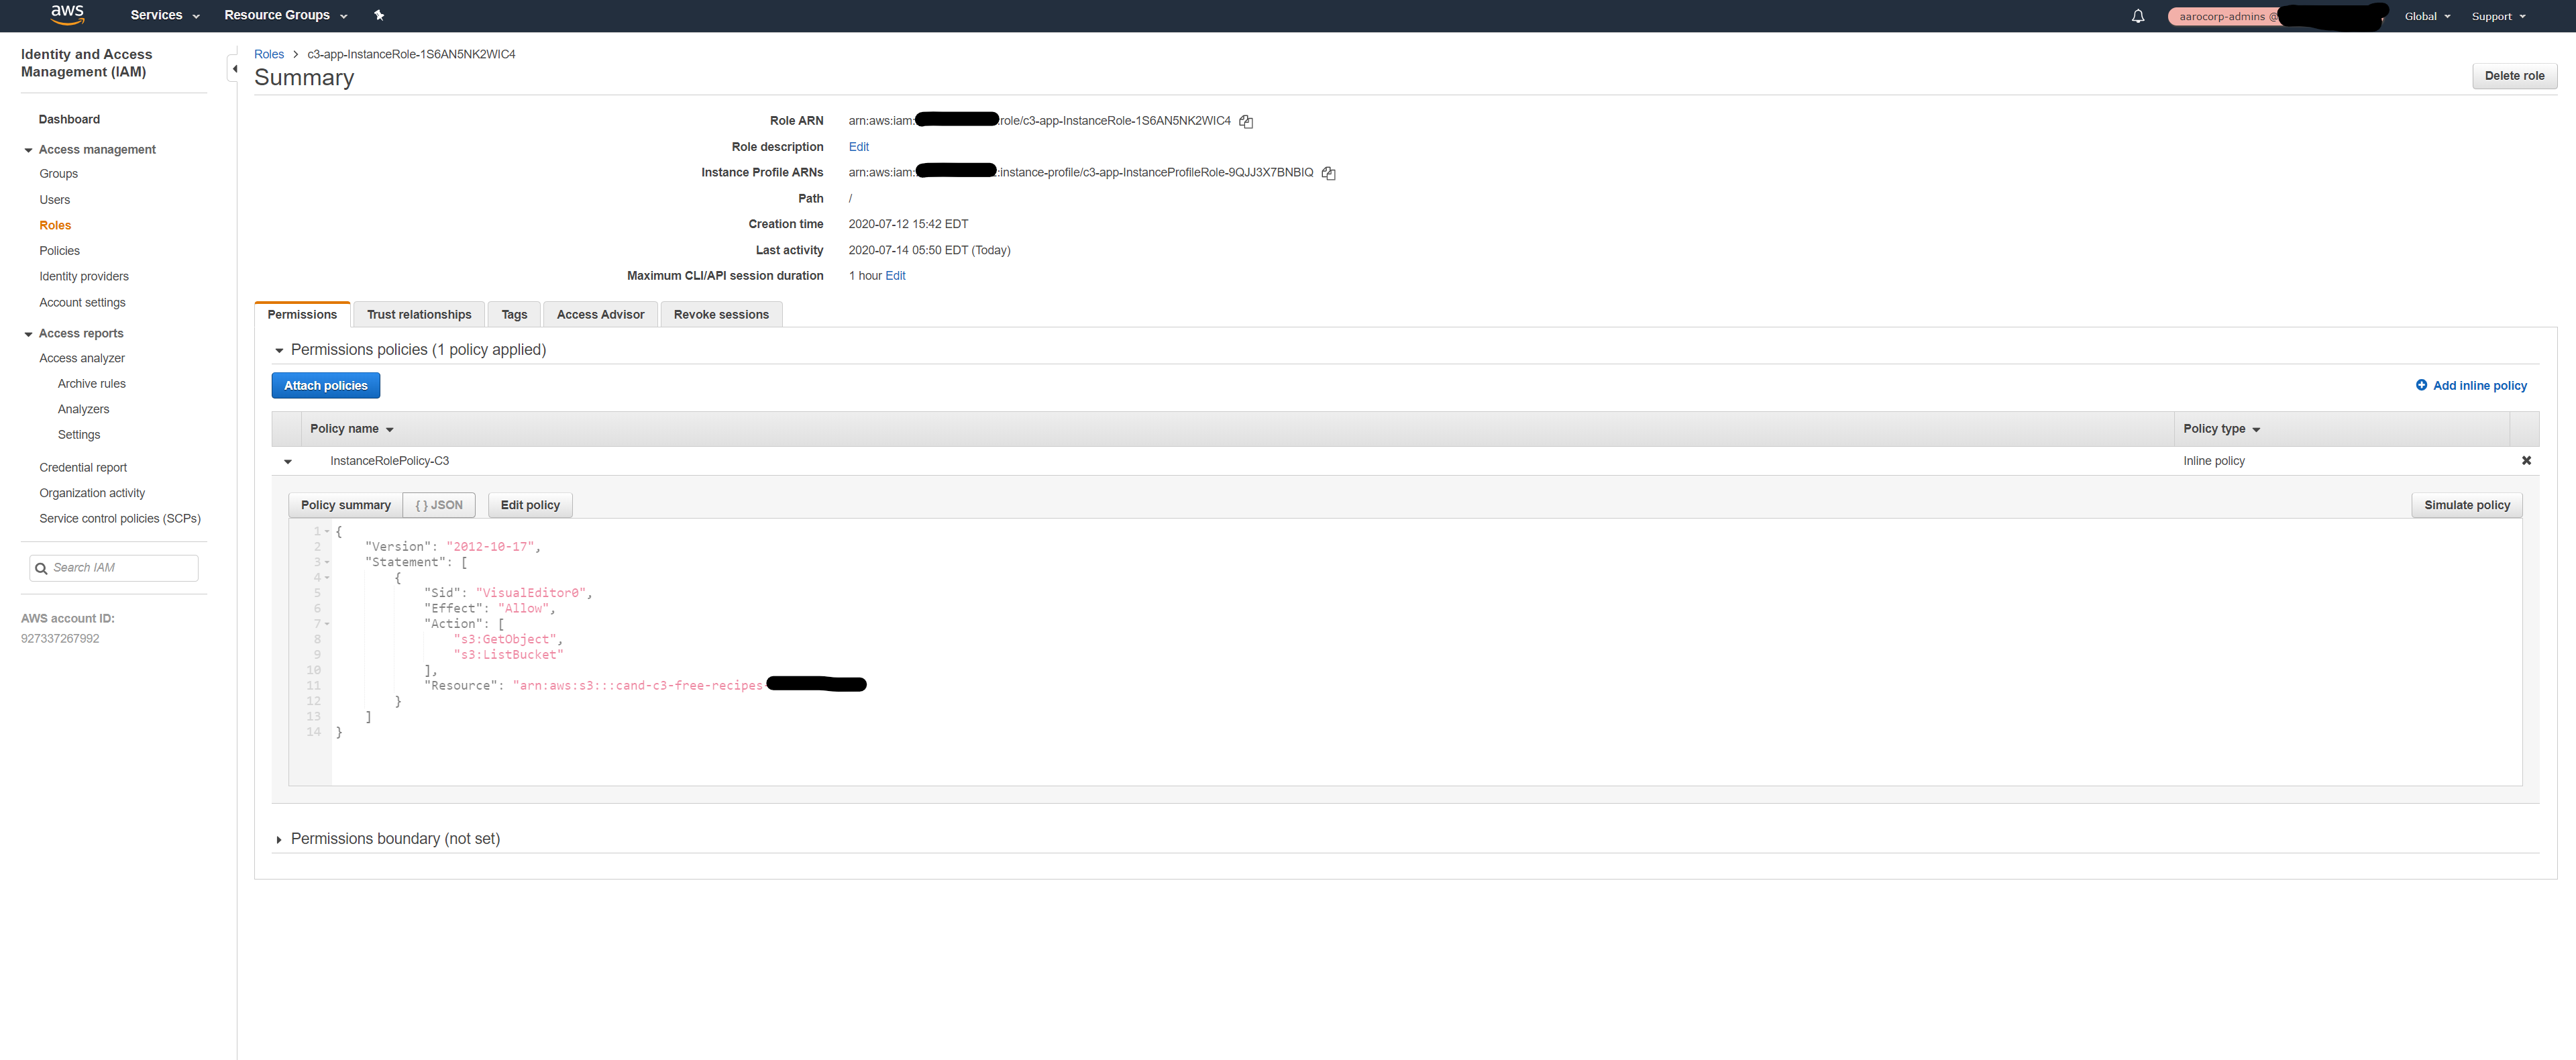 aws Services Resource Groups aarocorp-admins @ Global Support
Identity and Access
Management (IAM)
Dashboard
Access management
Groups
Users
Roles
Policies
Identity providers
Account settings
Access reports
Access analyzer
Archive rules
Analyzers
Settings
Credential report
Organization activity
Service control policies (SCPs)
Search IAM
AWS account ID:
927337267992
Roles > c3-app-InstanceRole-1S6AN5NK2WIC4
Summary
Delete role
Role ARN arn:aws:iam: :role/c3-app-InstanceRole-1S6AN5NK2WIC4
Role description Edit
Instance Profile ARNs arn:aws:iam: :instance-profile/c3-app-InstanceProfileRole-9QJJ3X7BNBIQ
Path /
Creation time 2020-07-12 15:42 EDT
Last activity 2020-07-14 05:50 EDT (Today)
Maximum CLI/API session duration 1 hour Edit
Permissions Trust relationships Tags Access Advisor Revoke sessions
Permissions policies (1 policy applied)
Attach policies Add inline policy
Policy name Policy type
InstanceRolePolicy-C3 Inline policy
Policy summary { } JSON Edit policy Simulate policy
1 {
2 "Version": "2012-10-17",
3 "Statement": [
4 {
5 "Sid": "VisualEditor0",
6 "Effect": "Allow",
7 "Action": [
8 "s3:GetObject",
9 "s3:ListBucket"
10 ],
11 "Resource": "arn:aws:s3:::cand-c3-free-recipes-
12 }
13 ]
14 }
Permissions boundary (not set)